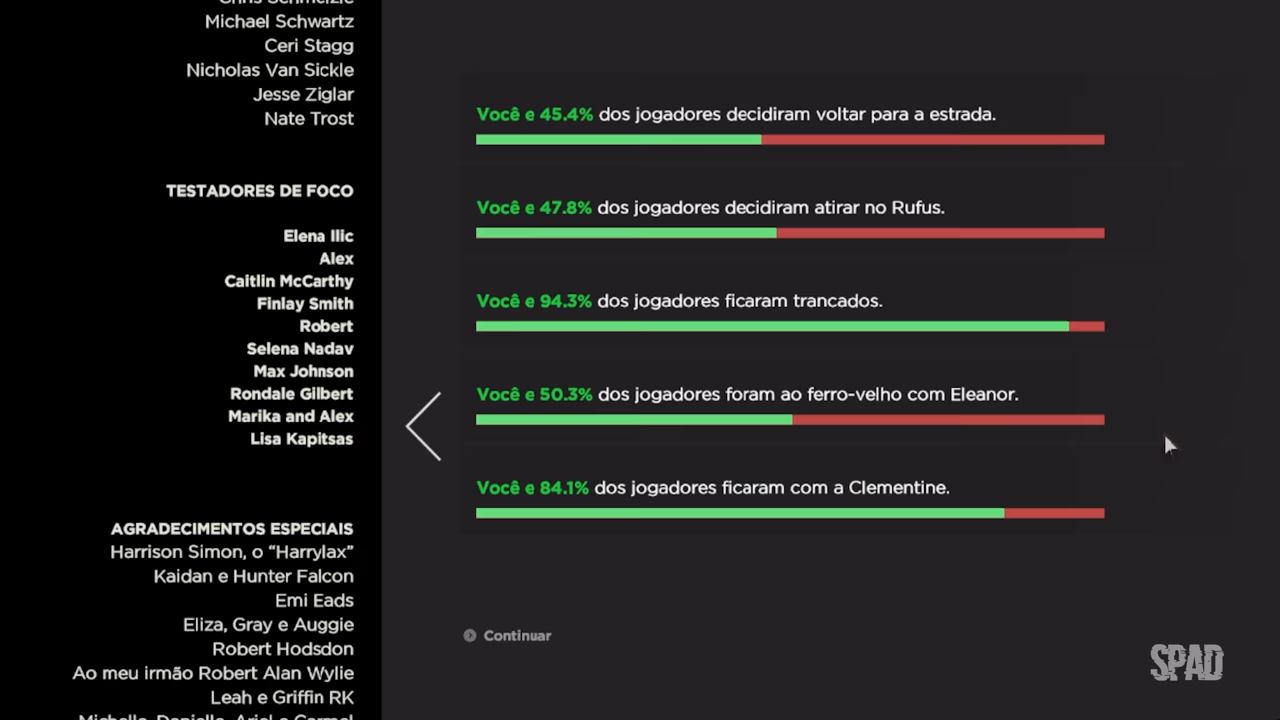 Michael Schwartz
Ceri Stagg
Nicholas Van Sickle
Jesse Ziglar
Nate Trost
TESTADORES DE FOCO
Elena Ilic
Alex
Caitlin McCarthy
Finlay Smith
Robert
Selena Nadav
Max Johnson
Rondale Gilbert
Marika and Alex
Lisa Kapitsas
AGRADECIMENTOS ESPECIAIS
Harrison Simon, o “Harrylax”
Kaidan e Hunter Falcon
Emi Eads
Eliza, Gray e Auggie
Robert Hodsdon
Ao meu irmão Robert Alan Wylie
Leah e Griffin RK
Você e 45.4% dos jogadores decidiram voltar para a estrada.
Você e 47.8% dos jogadores decidiram atirar no Rufus.
Você e 94.3% dos jogadores ficaram trancados.
Você e 50.3% dos jogadores foram ao ferro-velho com Eleanor.
Você e 84.1% dos jogadores ficaram com a Clementine.
Continuar
SPAD